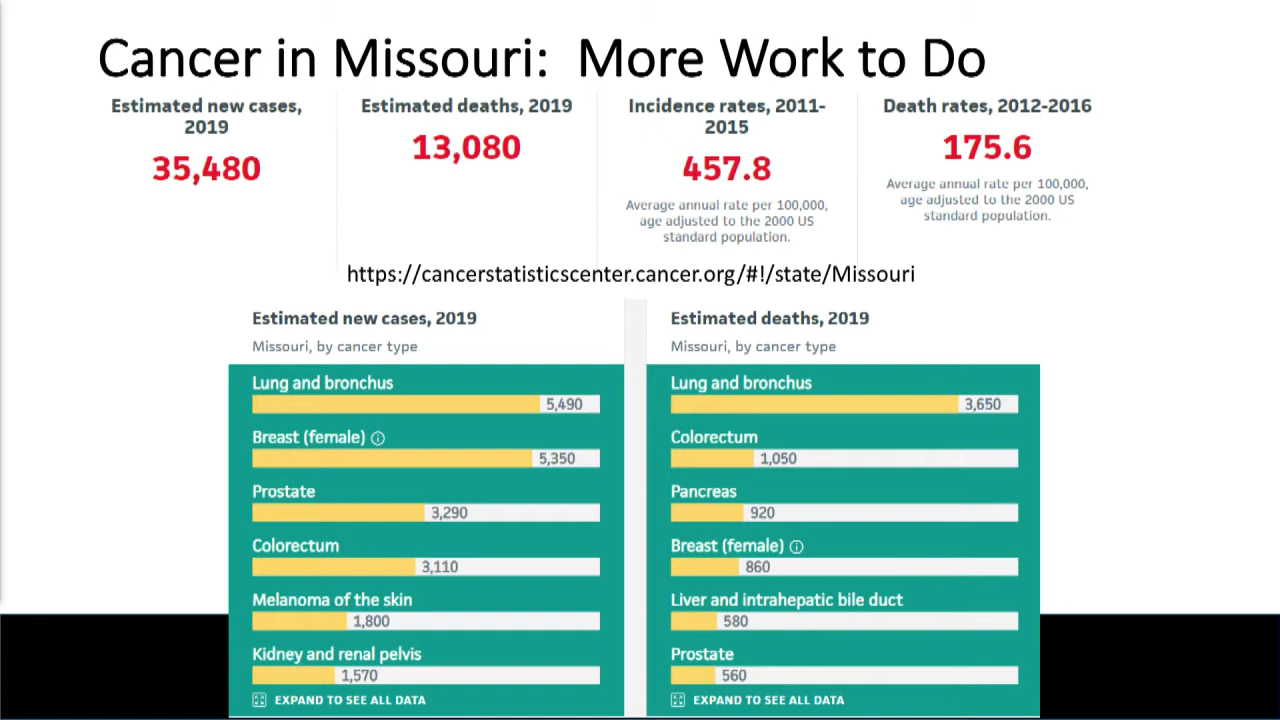 Cancer in Missouri: More Work to Do
Estimated new cases,
2019
35,480
Estimated deaths, 2019
13,080
Incidence rates, 2011-
2015
457.8
Average annual rate per 100,000,
age adjusted to the 2000 US
standard population.
Death rates, 2012-2016
175.6
Average annual rate per 100,000,
age adjusted to the 2000 US
standard population.
https://cancerstatisticscenter.cancer.org/#!/state/Missouri
Estimated new cases, 2019
Missouri, by cancer type
Lung and bronchus
5,490
Breast (female)
5,350
Prostate
3,290
Colorectum
3,110
Melanoma of the skin
1,800
Kidney and renal pelvis
1,570
EXPAND TO SEE ALL DATA
Estimated deaths, 2019
Missouri, by cancer type
Lung and bronchus
3,650
Colorectum
1,050
Pancreas
920
Breast (female)
860
Liver and intrahepatic bile duct
580
Prostate
560
EXPAND TO SEE ALL DATA